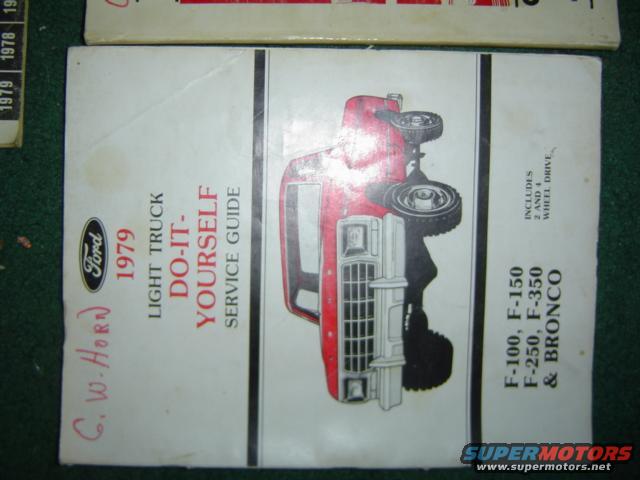 Ford
1979
LIGHT TRUCK
DO-IT-
YOURSELF
SERVICE GUIDE
G. W. HORN
INCLUDES
2 AND 4
WHEEL DRIVE
F-100, F-150
F-250, F-350
& BRONCO
1978
1979
SUPERMOTORS
www.supermotors.net